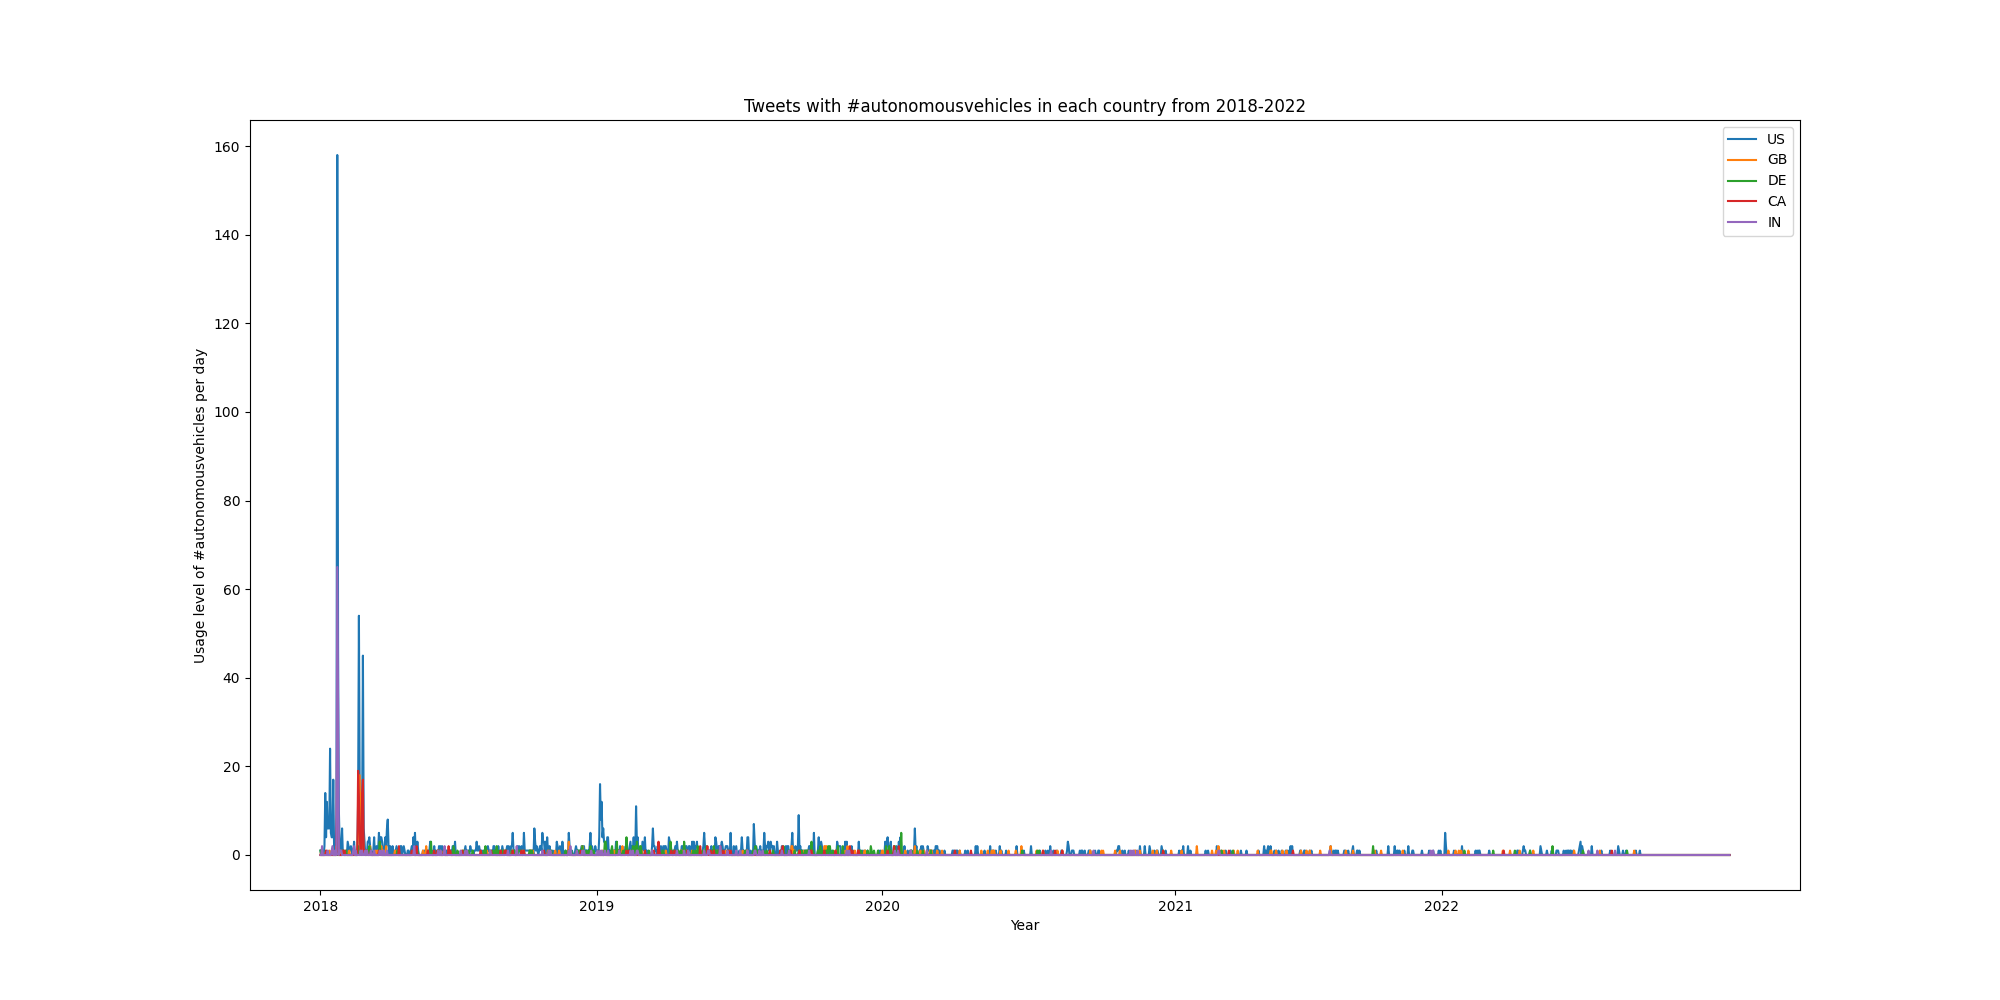 Tweets with #autonomousvehicles in each country from 2018-2022
160
140
120
100
80
60
40
20
0
Usage level of #autonomousvehicles per day
US
GB
DE
CA
IN
2018
2019
2020
2021
2022
Year